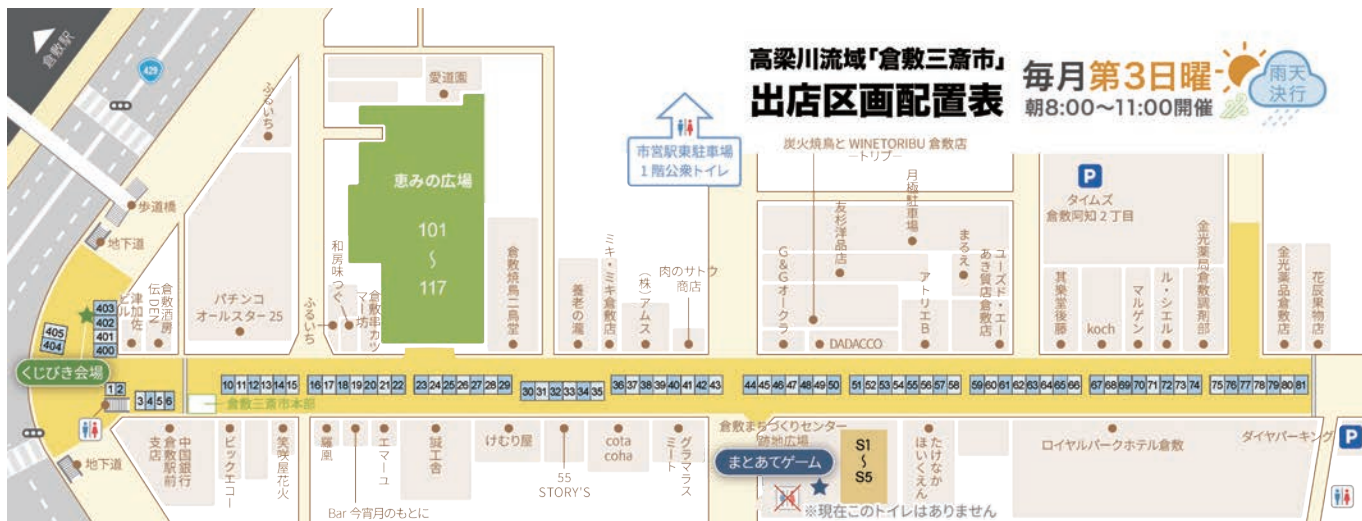 高梁川流域「倉敷三斎市」
出店区画配置表
毎月第3日曜
朝8:00～11:00開催
雨天
決行
倉敷駅
429
ふるいち
愛道園
市営駅東駐車場
1階公衆トイレ
炭火焼鳥と WINETORIBU 倉敷店
―トリブ―
月極駐車場
友杉洋品店
まるえ
ユーズド・エー
あき質店倉敷店
P
タイムズ
倉敷阿知2丁目
金光薬局倉敷調剤部
金光薬品倉敷店
花辰果物店
歩道橋
地下道
恵みの広場
101
～
117
和房味つぐ
ふるいち
倉敷串カツ
マー坊
倉敷焼鳥二鳥堂
養老の瀧
ミキ・ミキ倉敷店
(株)アムス
肉のサトウ
商店
G&Gオークラ
DADACCO
アトリエB
其楽堂後藤
koch
マルゲン
ル・シエル
パチンコ
オールスター25
倉敷酒房
伝DEN
津加佐
ビル
403
402
401
400
405
404
くじびき会場
1 2
3 4 5 6
10 11 12 13 14 15
16 17 18 19 20 21 22
23 24 25 26 27 28 29
30 31 32 33 34 35
36 37 38 39 40 41 42 43
44 45 46 47 48 49 50
51 52 53 54 55 56 57 58
59 60 61 62 63 64 65 66
67 68 69 70 71 72 73 74
75 76 77 78 79 80 81
倉敷三斎市本部
地下道
中国銀行
倉敷駅前
支店
ビックエコー
笑咲屋花火
羅凰
Bar 今宵月のもとに
エマーユ
誠工舎
けむり屋
55
STORY'S
cota
coha
グラマラス
ミート
倉敷まちづくりセンター
跡地広場
まとあてゲーム
S1
～
S5
※現在このトイレはありません
たけなか
ほいくえん
ロイヤルパークホテル倉敷
ダイヤパーキング
P